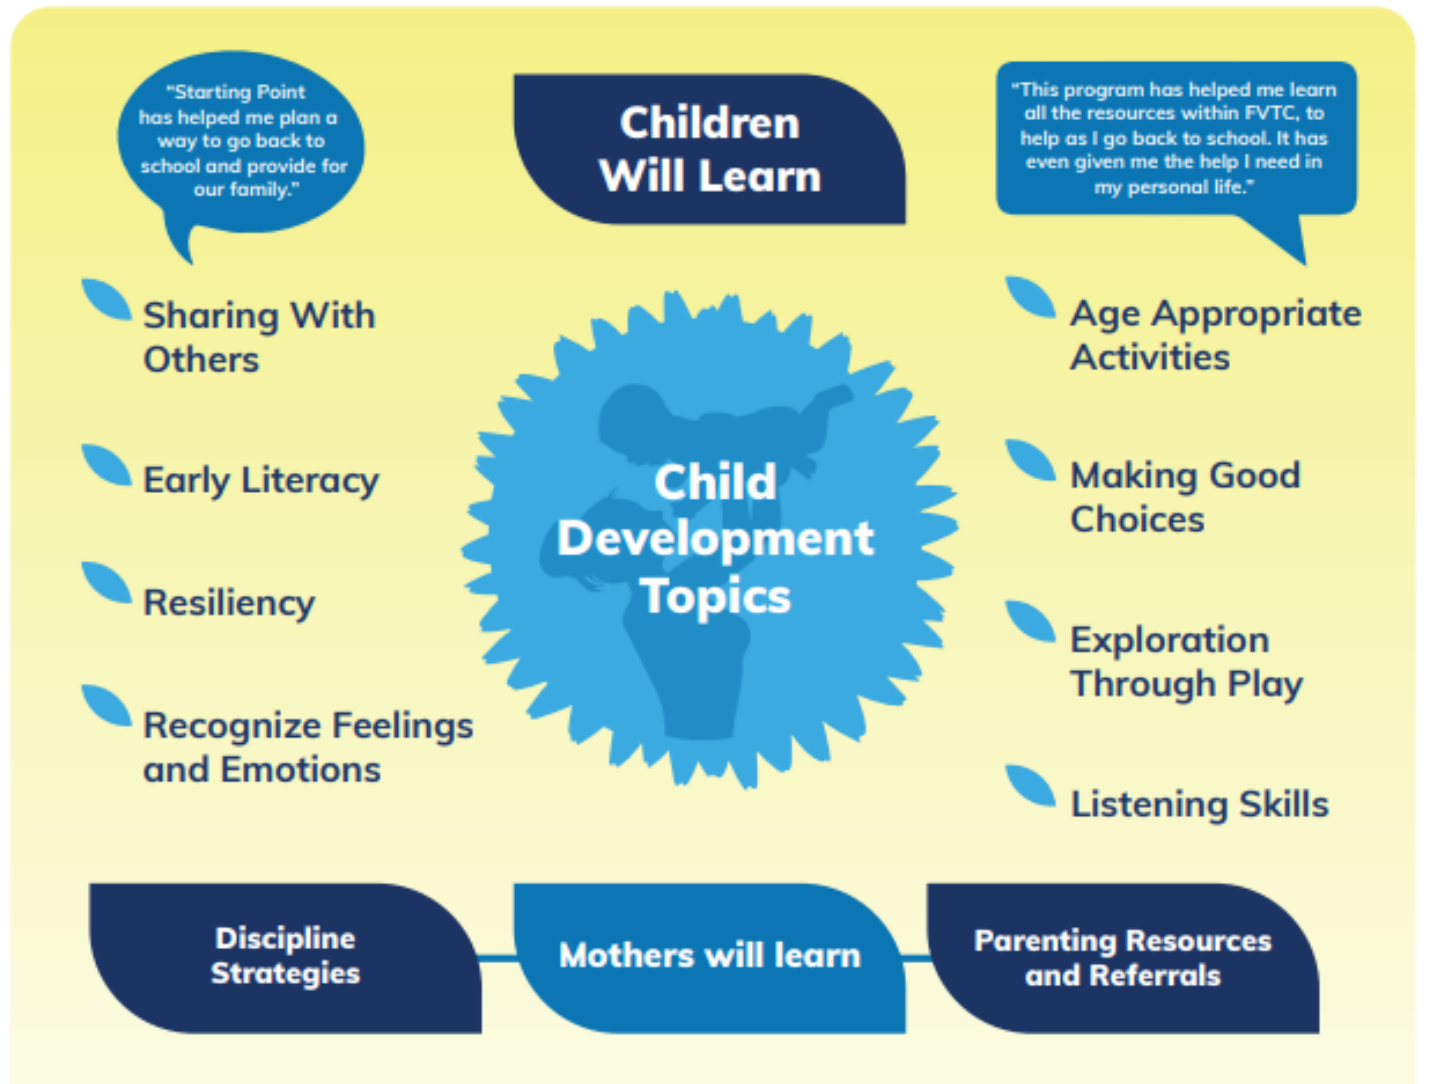 “Starting Point
has helped me plan a
way to go back to
school and provide for
our family.”
Children
Will Learn
“This program has helped me learn
all the resources within FVTC, to
help as I go back to school. It has
even given me the help I need in
my personal life.”
Sharing With
Others
Early Literacy
Resiliency
Recognize Feelings
and Emotions
Child
Development
Topics
Age Appropriate
Activities
Making Good
Choices
Exploration
Through Play
Listening Skills
Discipline
Strategies
Mothers will learn
Parenting Resources
and Referrals